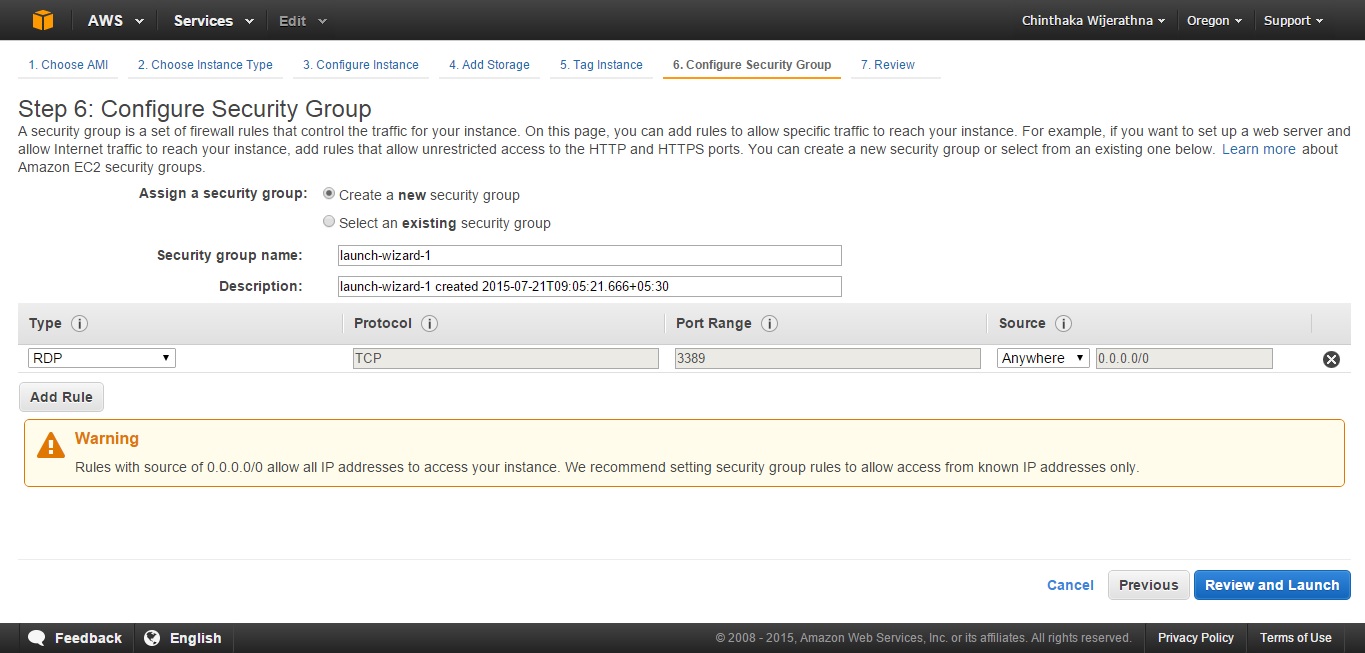 AWS Services Edit Chinthaka Wijerathna Oregon Support
1. Choose AMI 2. Choose Instance Type 3. Configure Instance 4. Add Storage 5. Tag Instance 6. Configure Security Group 7. Review
Step 6: Configure Security Group
A security group is a set of firewall rules that control the traffic for your instance. On this page, you can add rules to allow specific traffic to reach your instance. For example, if you want to set up a web server and
allow Internet traffic to reach your instance, add rules that allow unrestricted access to the HTTP and HTTPS ports. You can create a new security group or select from an existing one below. Learn more about
Amazon EC2 security groups.
Assign a security group: Create a new security group
Select an existing security group
Security group name: launch-wizard-1
Description: launch-wizard-1 created 2015-07-21T09:05:21.666+05:30
Type i Protocol i Port Range i Source i
RDP TCP 3389 Anywhere 0.0.0.0/0
Add Rule
Warning
Rules with source of 0.0.0.0/0 allow all IP addresses to access your instance. We recommend setting security group rules to allow access from known IP addresses only.
Cancel Previous Review and Launch
Feedback English © 2008 - 2015, Amazon Web Services, Inc. or its affiliates. All rights reserved. Privacy Policy Terms of Use